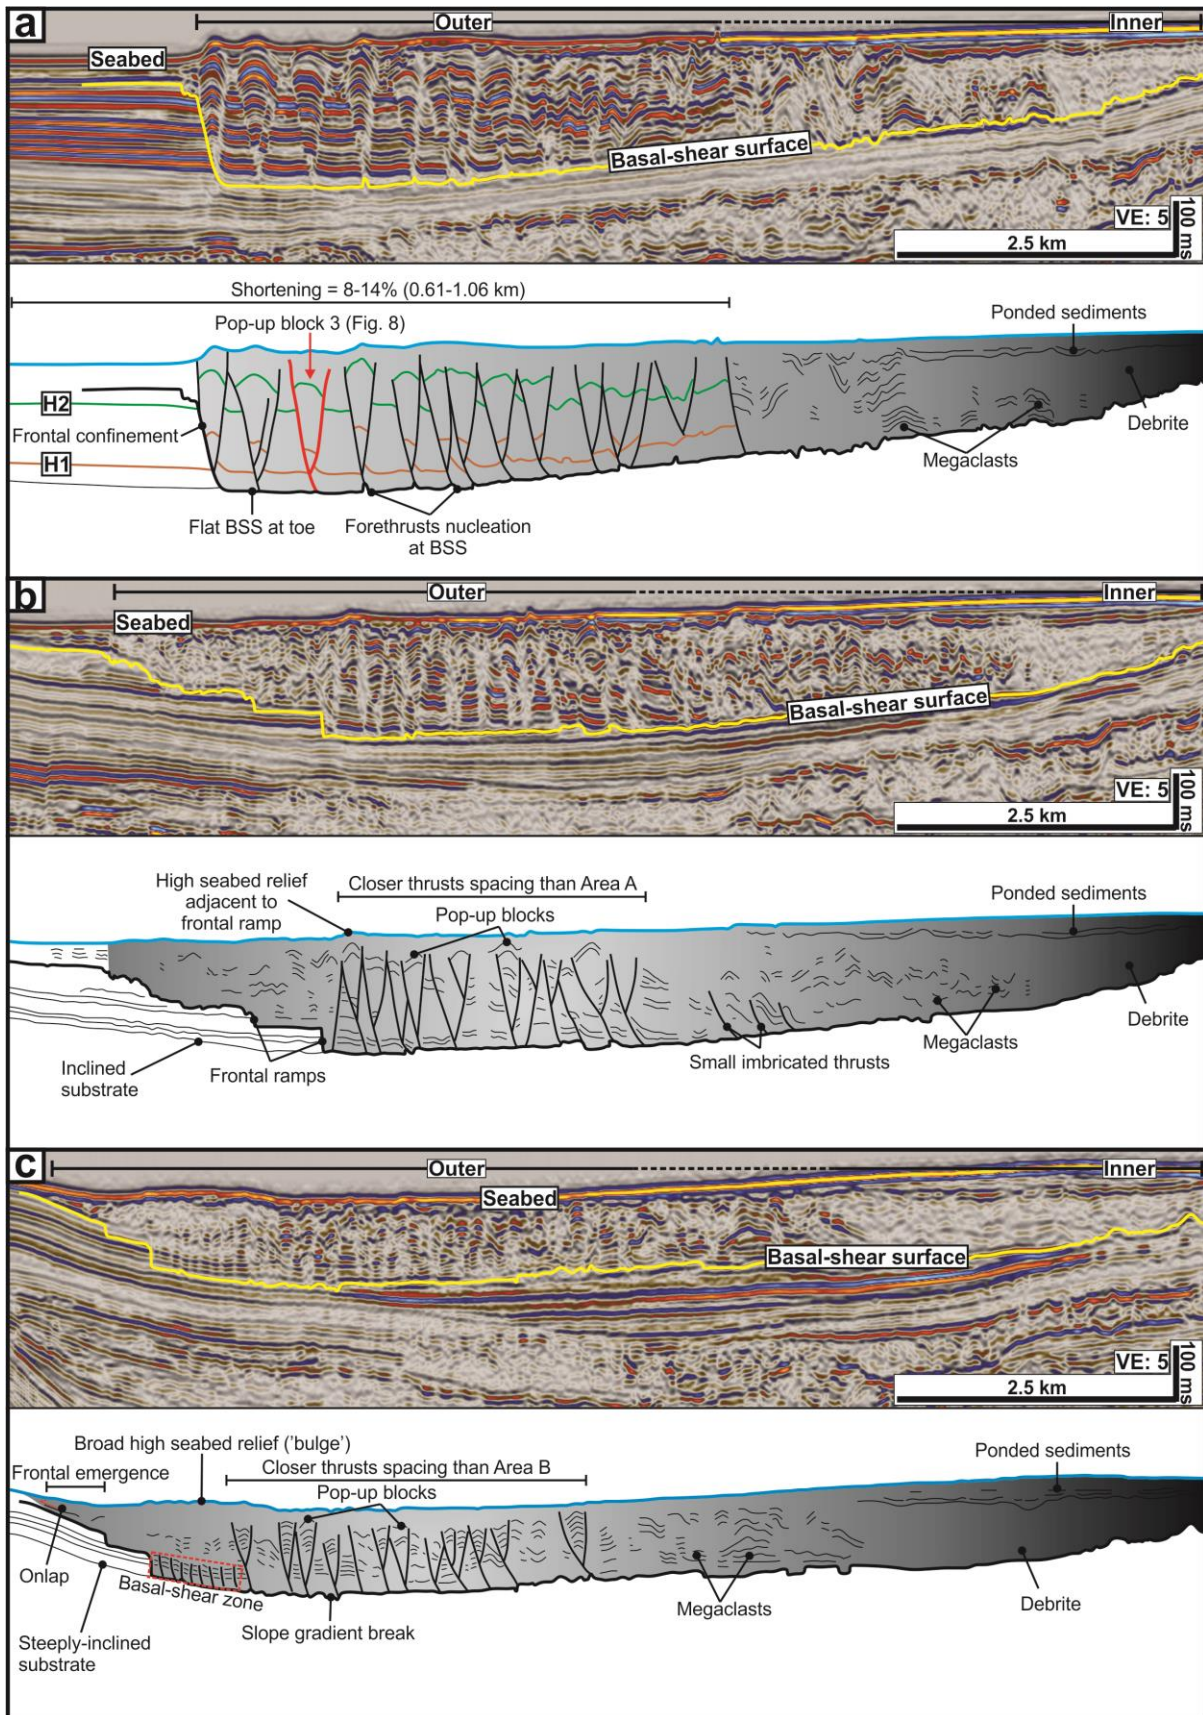 a
Outer
Inner
Seabed
Basal-shear surface
VE: 5
100 ms
2.5 km
Shortening = 8-14% (0.61-1.06 km)
Pop-up block 3 (Fig. 8)
Ponded sediments
H2
Frontal confinement
H1
Megaclasts
Debrite
Flat BSS at toe
Forethrusts nucleation
at BSS
b
Outer
Inner
Seabed
Basal-shear surface
VE: 5
100 ms
2.5 km
High seabed relief
adjacent to
frontal ramp
Closer thrusts spacing than Area A
Pop-up blocks
Ponded sediments
Inclined
substrate
Frontal ramps
Small imbricated thrusts
Megaclasts
Debrite
c
Outer
Inner
Seabed
Basal-shear surface
VE: 5
100 ms
2.5 km
Broad high seabed relief ('bulge')
Frontal emergence
Closer thrusts spacing than Area B
Pop-up blocks
Ponded sediments
Onlap
Basal-shear zone
Steeply-inclined
substrate
Slope gradient break
Megaclasts
Debrite